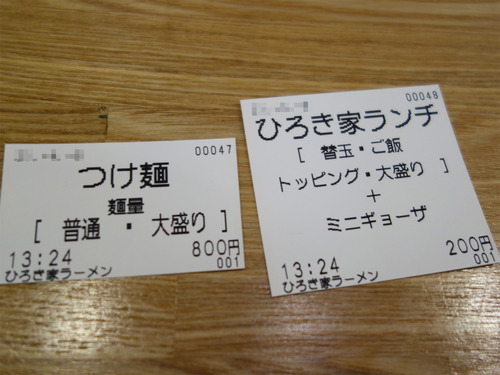 00047
つけ麺
麺量
[ 普通 ・ 大盛り ]
800円
13:24
001
ひろき家ラーメン
00048
ひろき家ランチ
[ 替玉・ご飯
トッピング・大盛り ]
+
ミニギョーザ
200円
13:24
001
ひろき家ラーメン